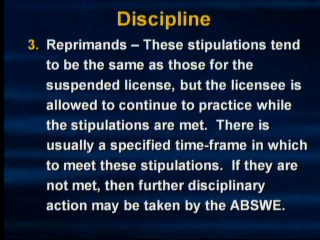 Discipline
3. Reprimands – These stipulations tend
to be the same as those for the
suspended license, but the licensee is
allowed to continue to practice while
the stipulations are met.  There is
usually a specified time-frame in which
to meet these stipulations.  If they are
not met, then further disciplinary
action may be taken by the ABSWE.